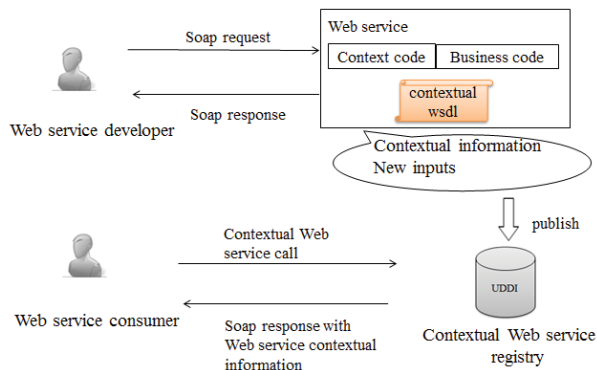 Web service
Soap request
Context code
Business code
contextual
wsdl
Soap response
Web service developer
Contextual information
New inputs
publish
Contextual Web
service call
UDDI
Web service consumer
Soap response with
Web service contextual
information
Contextual Web service
registry